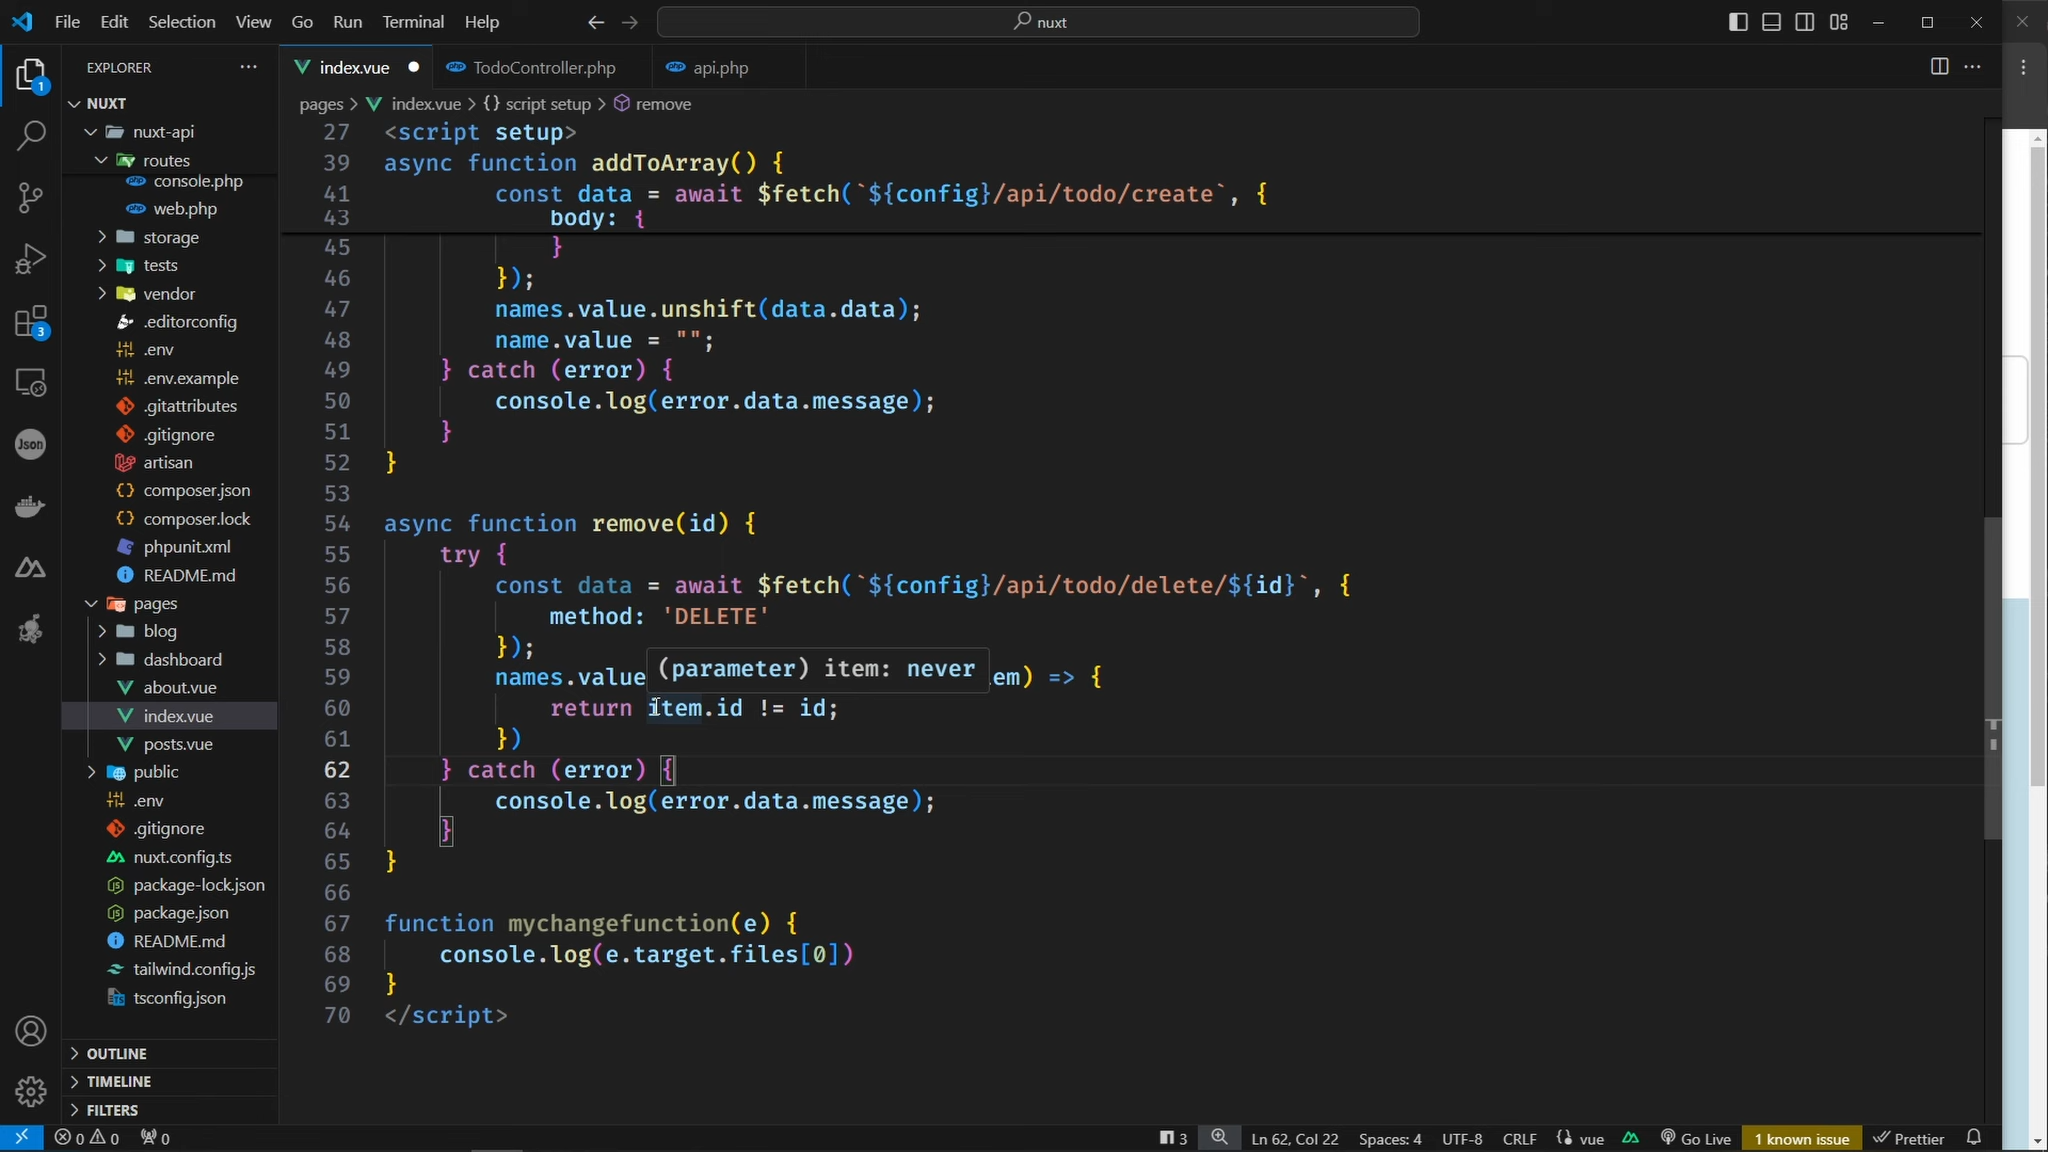 File Edit Selection View Go Run Terminal Help
nuxt
EXPLORER
NUXT
nuxt-api
routes
console.php
web.php
storage
tests
vendor
.editorconfig
.env
.env.example
.gitattributes
.gitignore
artisan
composer.json
composer.lock
phpunit.xml
README.md
pages
blog
dashboard
about.vue
index.vue
posts.vue
public
.env
.gitignore
nuxt.config.ts
package-lock.json
package.json
README.md
tailwind.config.js
tsconfig.json
OUTLINE
TIMELINE
FILTERS
1
3
Json
index.vue TodoController.php api.php
pages > index.vue > {} script setup > remove
27 <script setup>
39 async function addToArray() {
41 const data = await $fetch(`${config}/api/todo/create`, {
43 body: {
45 }
46 });
47 names.value.unshift(data.data);
48 name.value = "";
49 } catch (error) {
50 console.log(error.data.message);
51 }
52 }
53
54 async function remove(id) {
55 try {
56 const data = await $fetch(`${config}/api/todo/delete/${id}`, {
57 method: 'DELETE'
58 });
(parameter) item: never
59 names.value em) => {
60 return item.id != id;
61 })
62 } catch (error) {
63 console.log(error.data.message);
64 }
65 }
66
67 function mychangefunction(e) {
68 console.log(e.target.files[0])
69 }
70 </script>
0 0 0 3 Ln 62, Col 22 Spaces: 4 UTF-8 CRLF vue Go Live 1 known issue Prettier